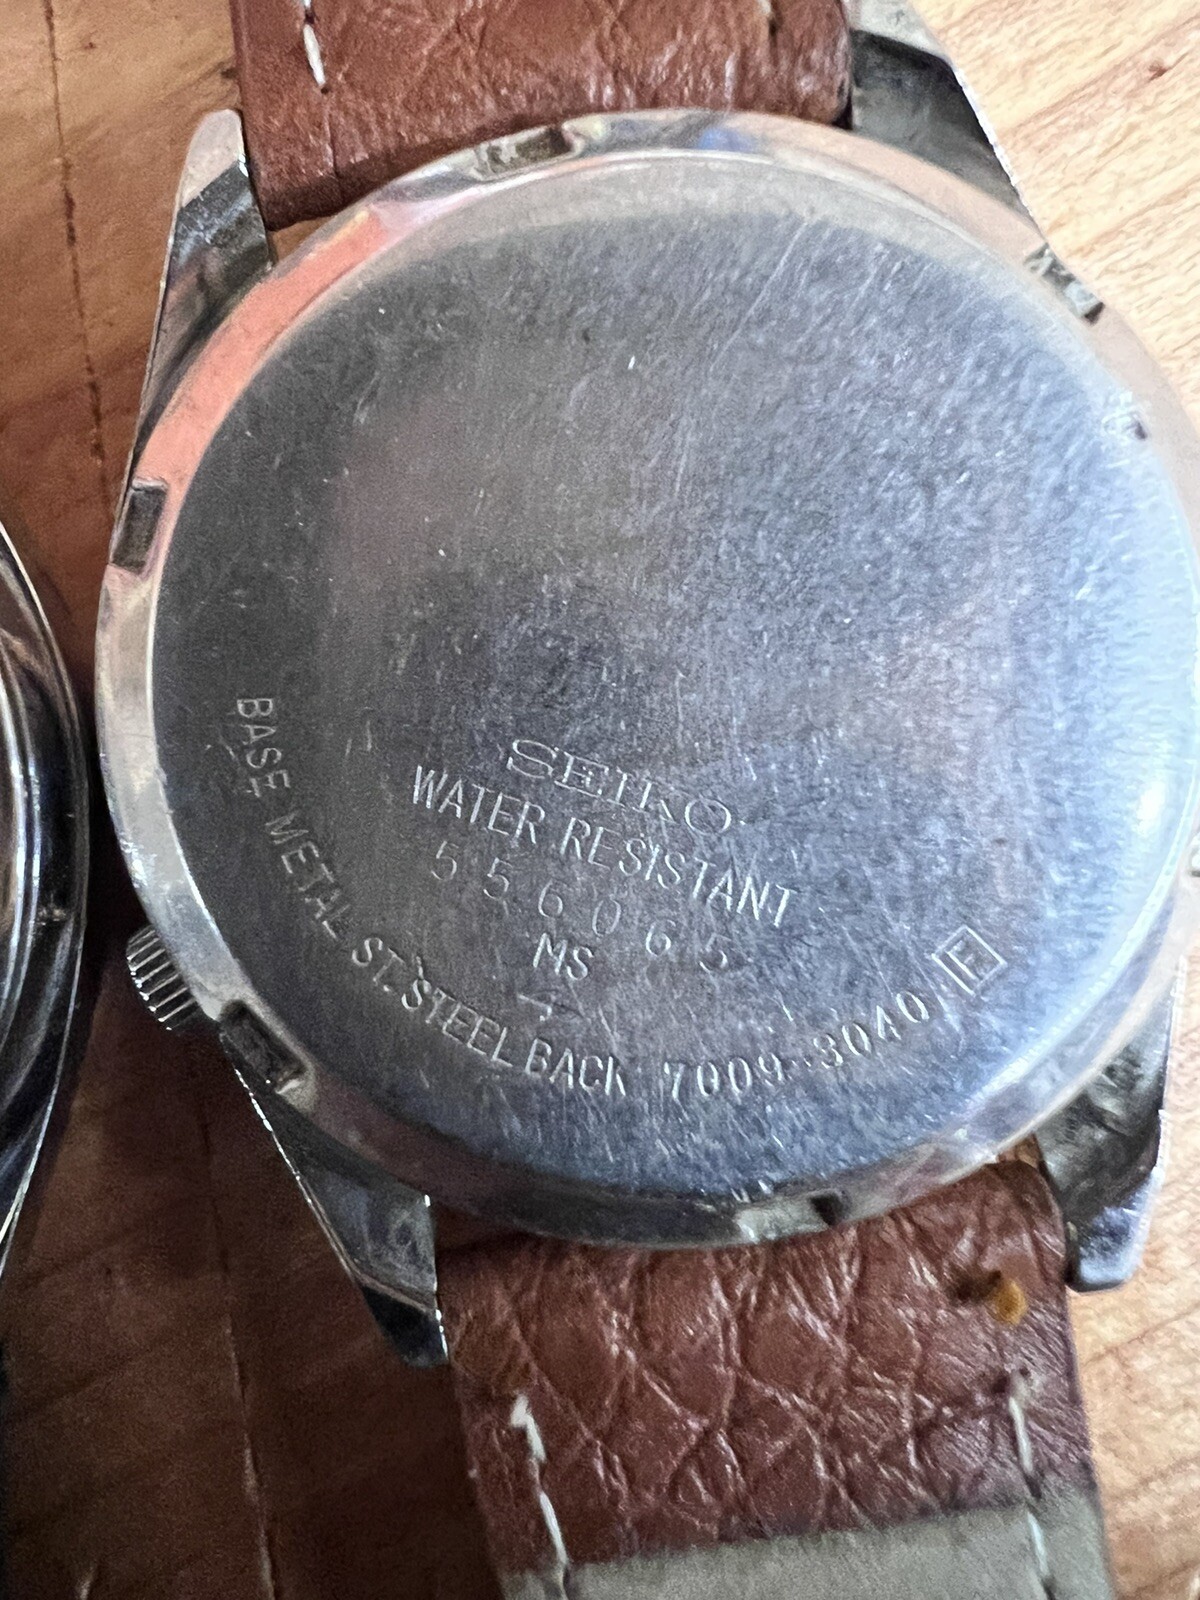 SEIKO
WATER RESISTANT
556065
MS
BASE METAL ST.STEEL BACK 7009-3040 F